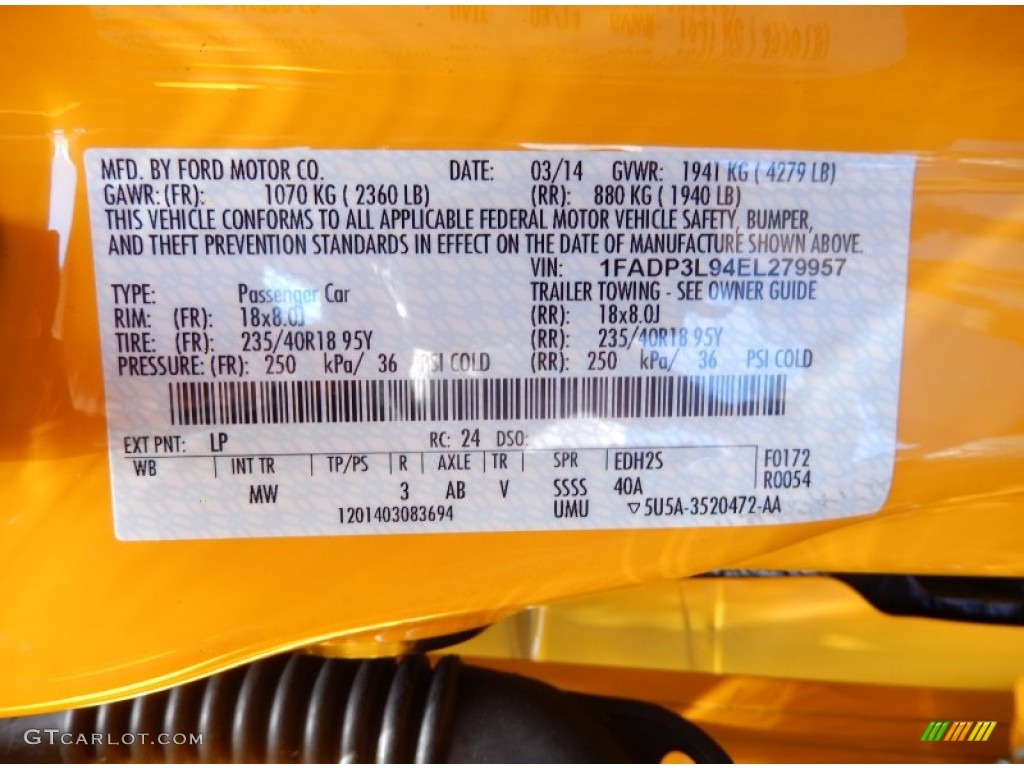 MFD. BY FORD MOTOR CO. DATE: 03/14 GVWR: 1941 KG ( 4279 LB)
GAWR: (FR): 1070 KG ( 2360 LB) (RR): 880 KG ( 1940 LB)
THIS VEHICLE CONFORMS TO ALL APPLICABLE FEDERAL MOTOR VEHICLE SAFETY, BUMPER,
AND THEFT PREVENTION STANDARDS IN EFFECT ON THE DATE OF MANUFACTURE SHOWN ABOVE.
VIN: 1FADP3L94EL279957
TYPE: Passenger Car TRAILER TOWING - SEE OWNER GUIDE
RIM: (FR): 18x8.0J (RR): 18x8.0J
TIRE: (FR): 235/40R18 95Y (RR): 235/40R18 95Y
PRESSURE: (FR): 250 kPa/ 36 PSI COLD (RR): 250 kPa/ 36 PSI COLD
EXT PNT: LP RC: 24 DSO:
WB INT TR TP/PS R AXLE TR SPR EDH2S F0172
MW 3 AB V SSSS 40A R0054
1201403083694 UMU ▽5U5A-3520472-AA
GTCARLOT.COM